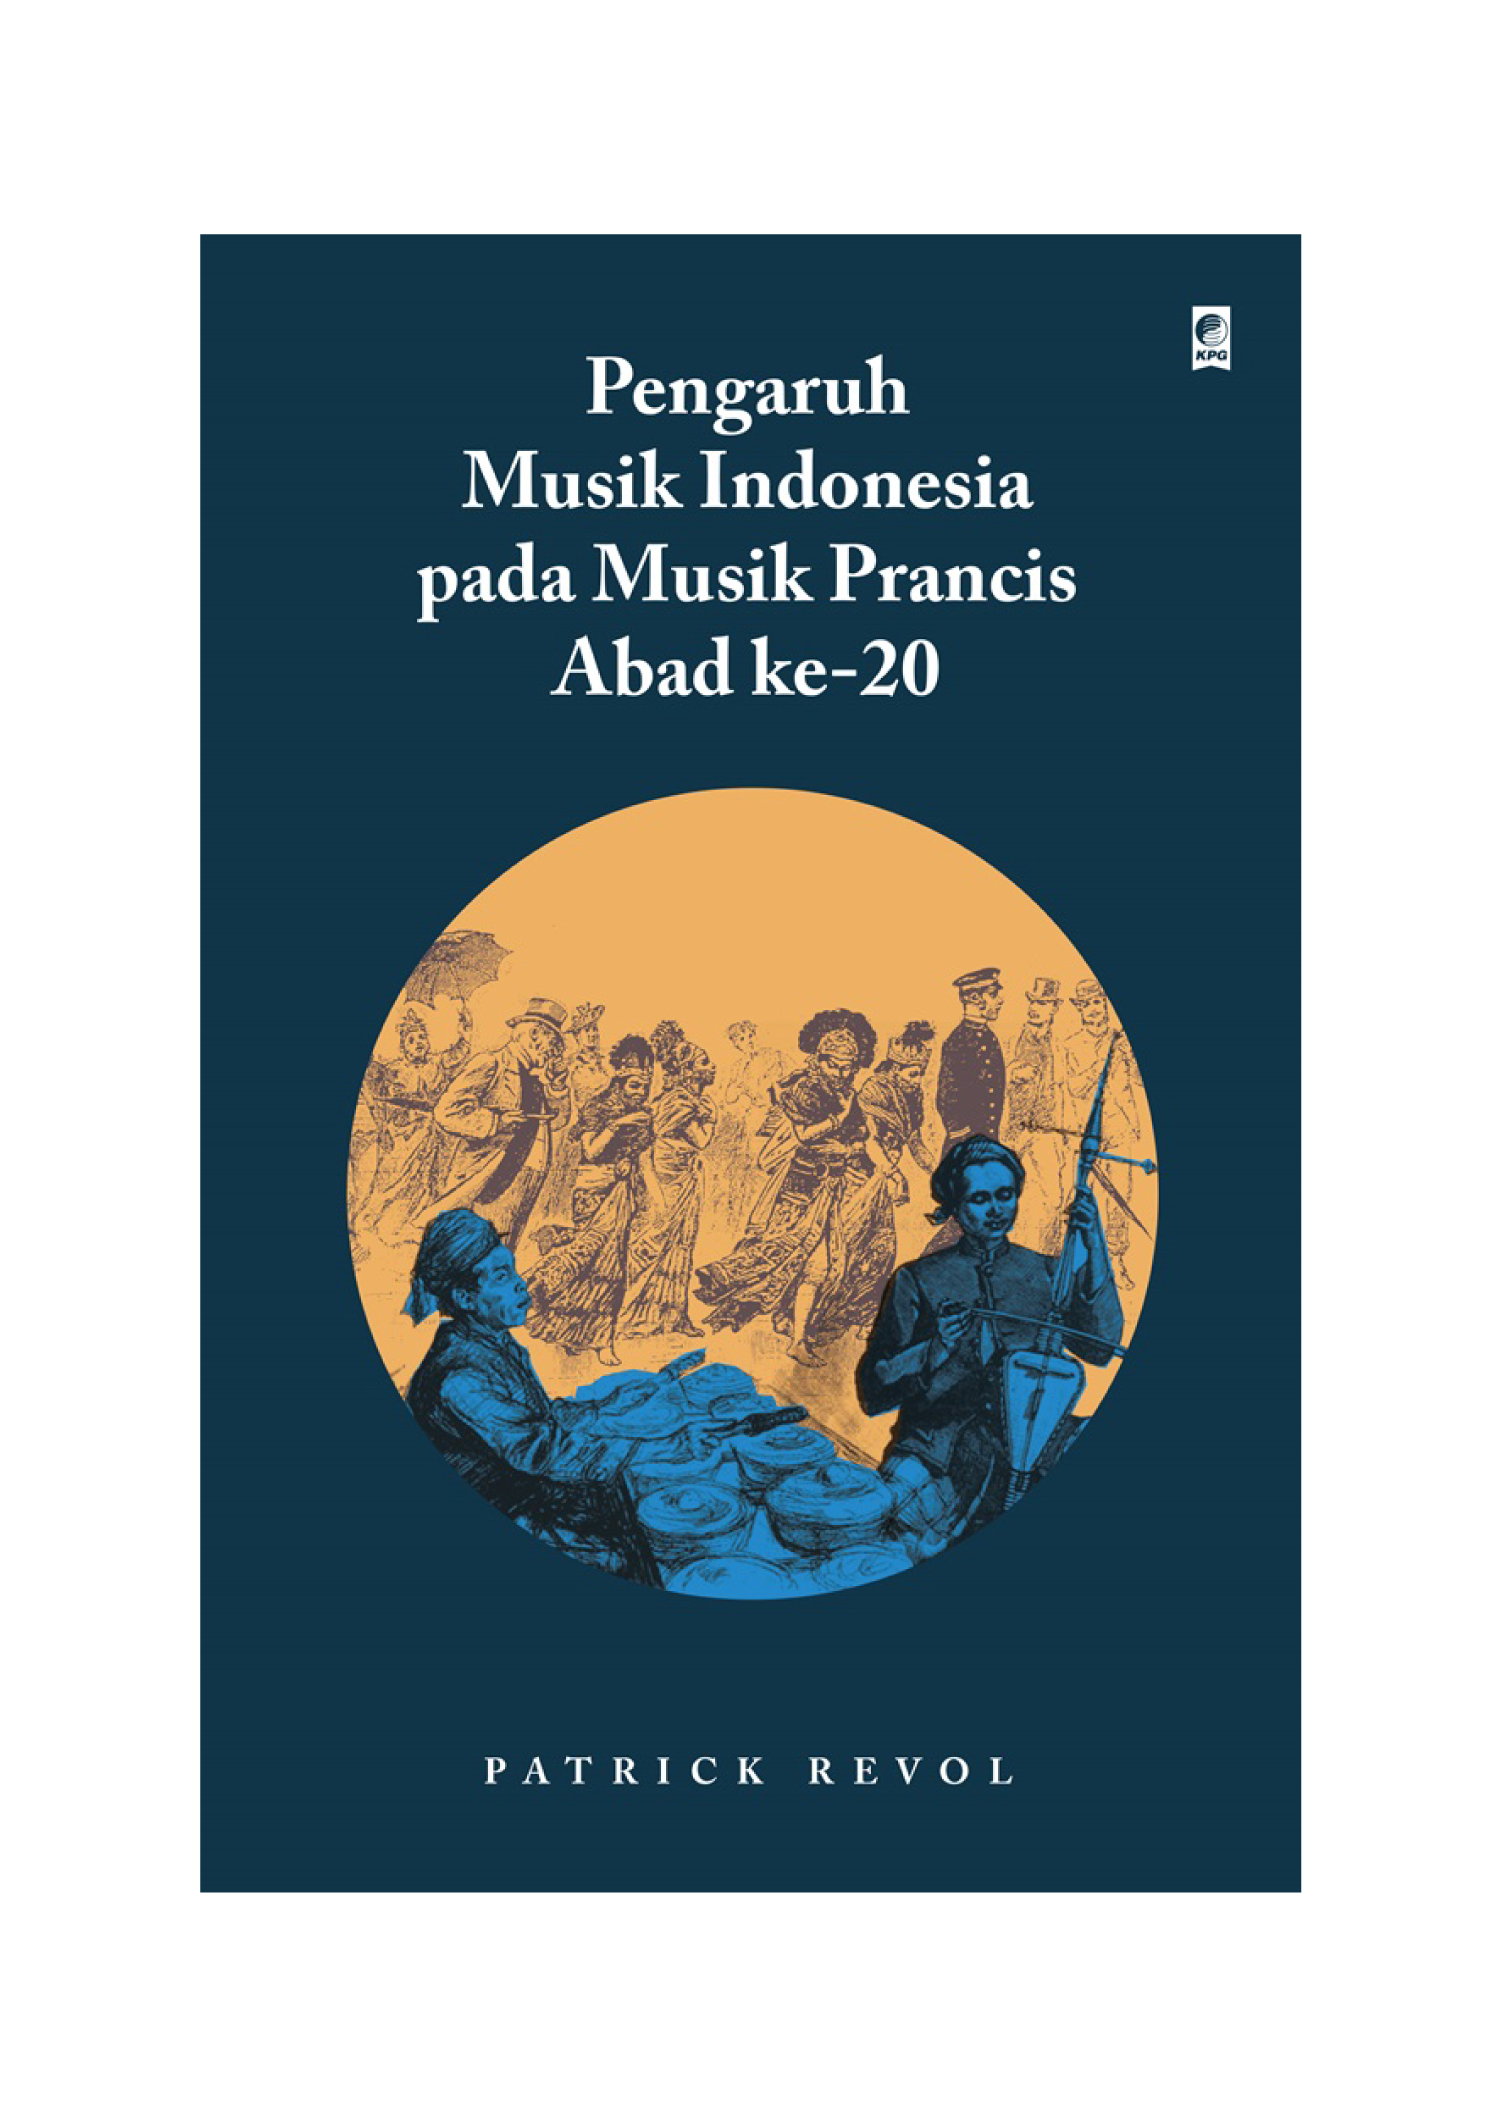 KPG
Pengaruh
Musik Indonesia
pada Musik Prancis
Abad ke-20
PATRICK REVOL